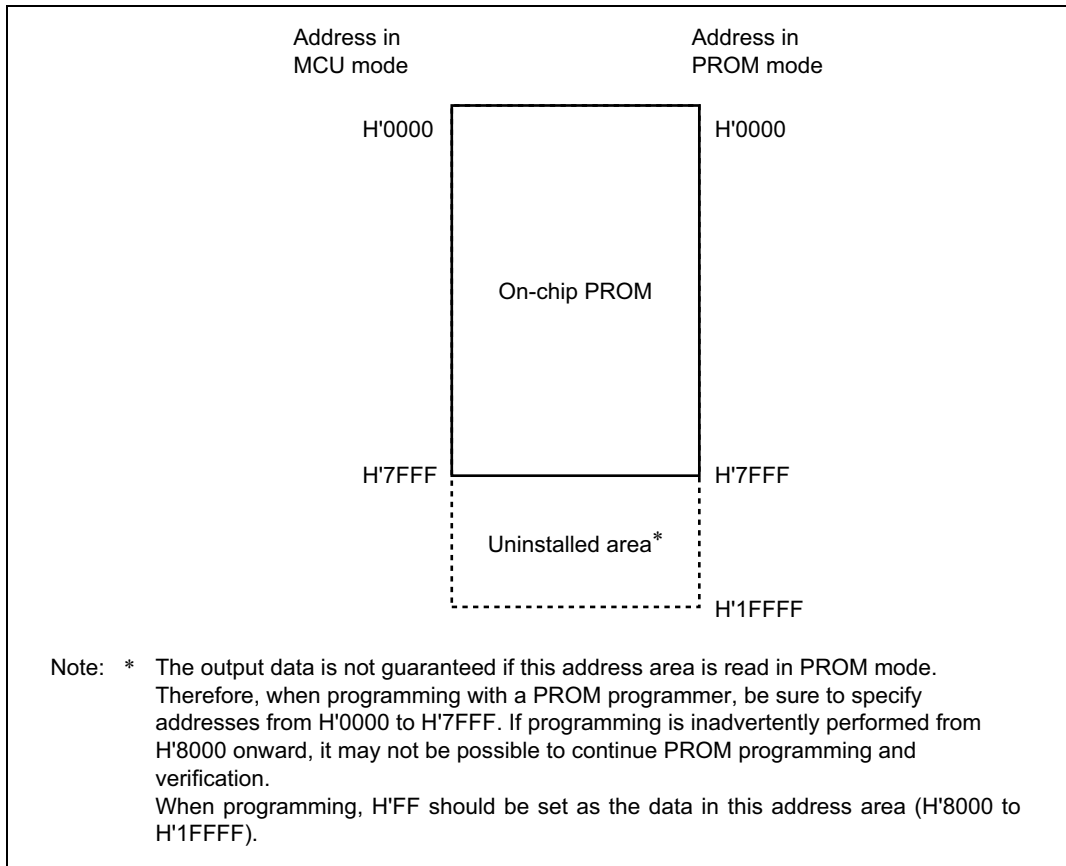 Address in
MCU mode
Address in
PROM mode
H'0000
H'0000
On-chip PROM
H'7FFF
H'7FFF
Uninstalled area*
H'1FFFF
Note: * The output data is not guaranteed if this address area is read in PROM mode.
Therefore, when programming with a PROM programmer, be sure to specify
addresses from H'0000 to H'7FFF. If programming is inadvertently performed from
H'8000 onward, it may not be possible to continue PROM programming and
verification.
When programming, H'FF should be set as the data in this address area (H'8000 to
H'1FFFF).